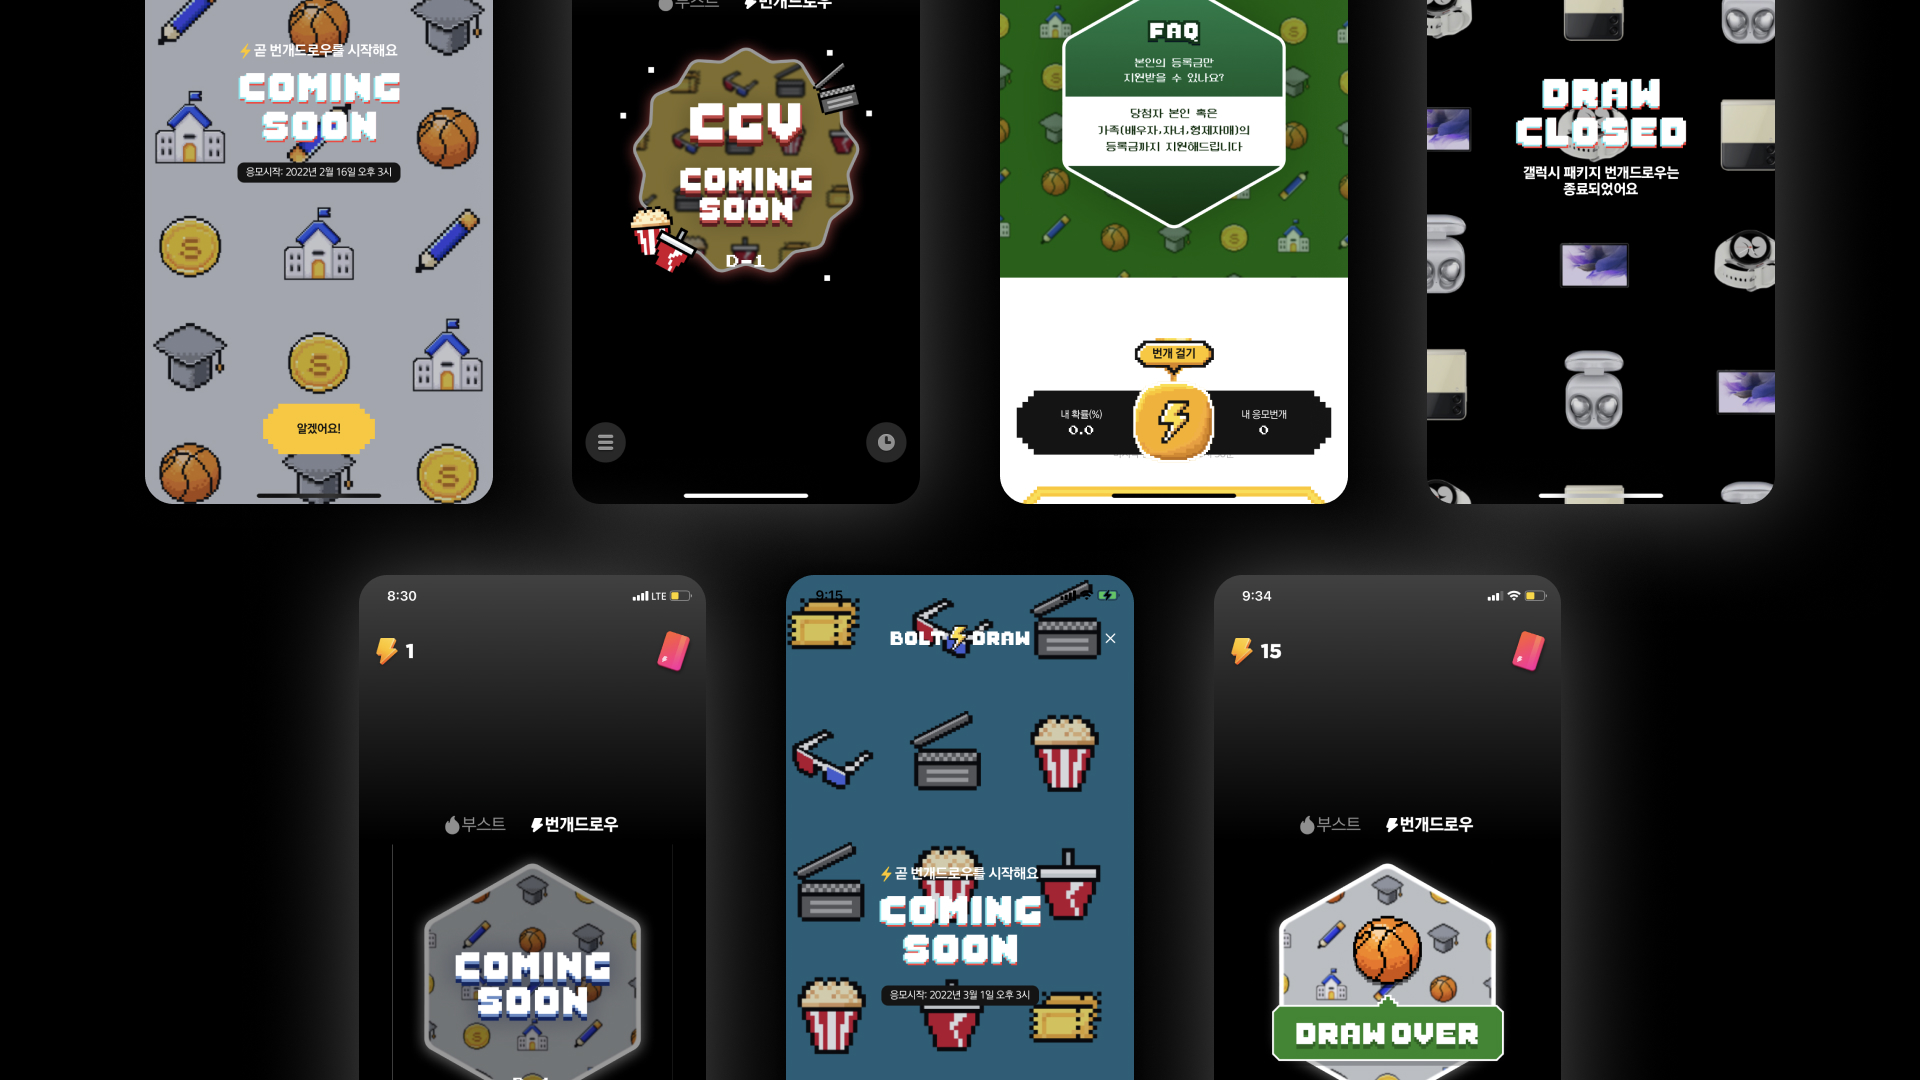 ⚡곧 번개드로우를 시작해요
COMING
SOON
응모시작: 2022년 2월 16일 오후 3시
알겠어요!
부스트 번개드로우
CGV
COMING
SOON
D-1
FAQ
본인의 등록금만
지원받을 수 있나요?
당첨자 본인 혹은
가족(배우자,자녀,형제자매)의
등록금까지 지원해드립니다
번개 걸기
내 확률(%)
0.0
내 응모번개
0
DRAW
CLOSED
갤럭시 패키지 번개드로우는
종료되었어요
8:30
LTE
1
부스트 번개드로우
COMING
SOON
9:15
BOLT⚡DRAW
⚡곧 번개드로우를 시작해요
COMING
SOON
응모시작: 2022년 3월 1일 오후 3시
9:34
15
부스트 번개드로우
DRAW OVER